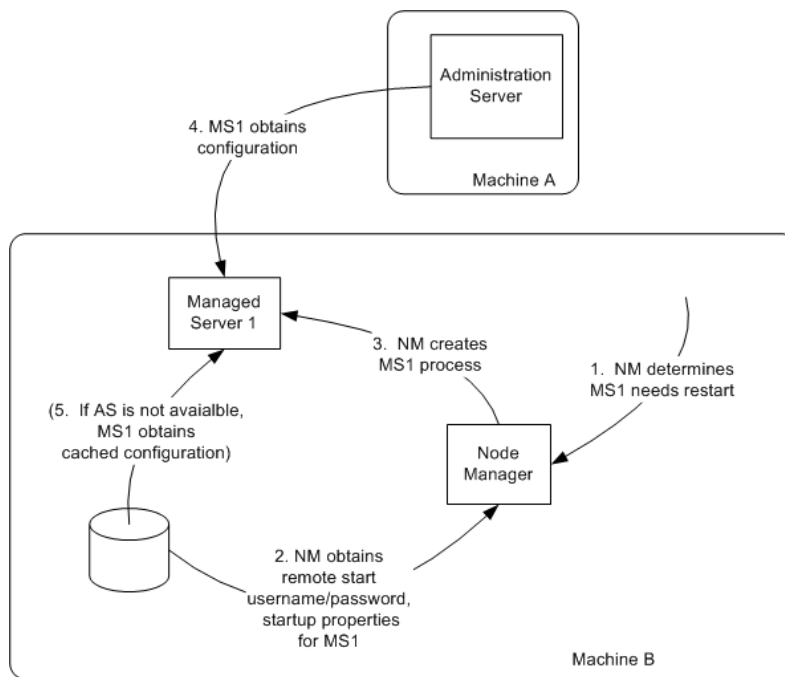 Administration
Server
Machine A
4. MS1 obtains
configuration
Managed
Server 1
3. NM creates
MS1 process
1. NM determines
MS1 needs restart
(5. If AS is not avaialble,
MS1 obtains
cached configuration)
Node
Manager
2. NM obtains
remote start
username/password,
startup properties
for MS1
Machine B